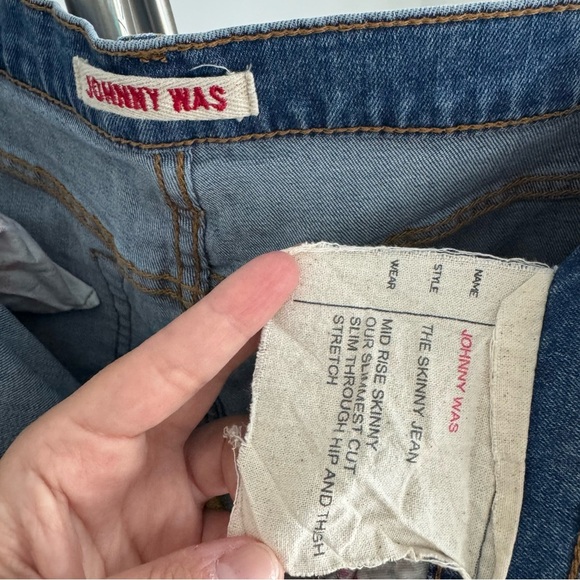 JOHNNY WAS
NAME JOHNNY WAS
STYLE THE SKINNY JEAN
WEAR MID RISE SKINNY
OUR SLIMMEST CUT
SLIM THROUGH HIP AND THIGH
STRETCH